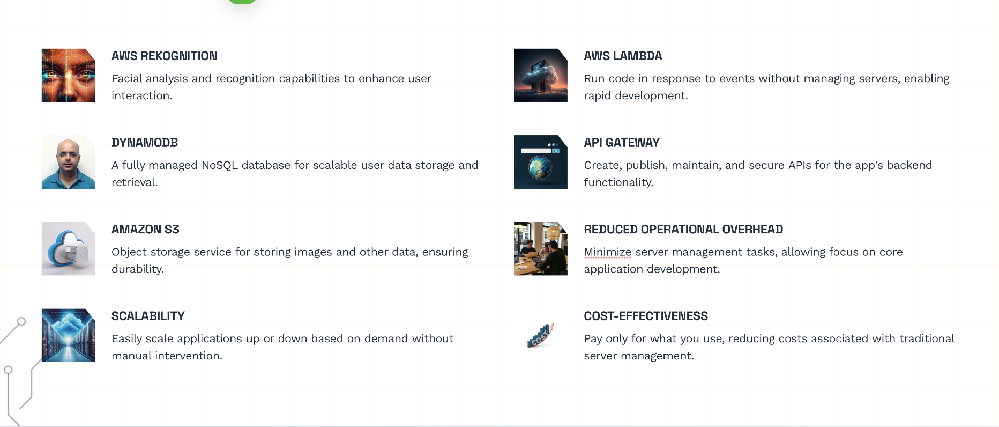 AWS REKOGNITION
Facial analysis and recognition capabilities to enhance user
interaction.
AWS LAMBDA
Run code in response to events without managing servers, enabling
rapid development.
DYNAMODB
A fully managed NoSQL database for scalable user data storage and
retrieval.
API GATEWAY
Create, publish, maintain, and secure APIs for the app's backend
functionality.
AMAZON S3
Object storage service for storing images and other data, ensuring
durability.
REDUCED OPERATIONAL OVERHEAD
Minimize server management tasks, allowing focus on core
application development.
SCALABILITY
Easily scale applications up or down based on demand without
manual intervention.
COST
COST-EFFECTIVENESS
Pay only for what you use, reducing costs associated with traditional
server management.